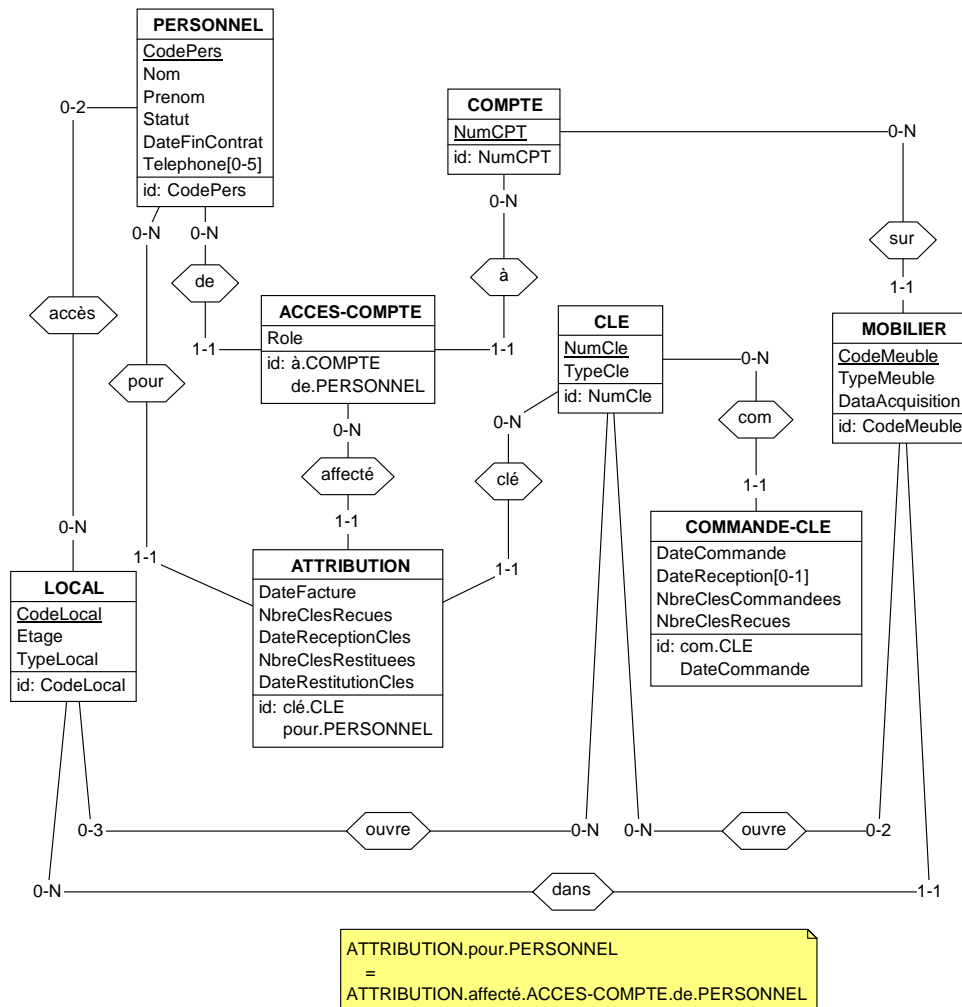 PERSONNEL
CodePers
Nom
Prenom
Statut
DateFinContrat
Telephone[0-5]
id: CodePers
COMPTE
NumCPT
id: NumCPT
0-2
0-N
0-N
0-N
0-N
sur
de
à
accès
ACCES-COMPTE
Role
id: à.COMPTE
de.PERSONNEL
CLE
NumCle
TypeCle
id: NumCle
1-1
MOBILIER
CodeMeuble
TypeMeuble
DataAcquisition
id: CodeMeuble
1-1
1-1
0-N
pour
com
0-N
0-N
affecté
clé
1-1
0-N
1-1
1-1
1-1
COMMANDE-CLE
DateCommande
DateReception[0-1]
NbreClesCommandees
NbreClesRecues
id: com.CLE
DateCommande
LOCAL
CodeLocal
Etage
TypeLocal
id: CodeLocal
ATTRIBUTION
DateFacture
NbreClesRecues
DateReceptionCles
NbreClesRestituees
DateRestitutionCles
id: clé.CLE
pour.PERSONNEL
0-3
ouvre
0-N
0-N
ouvre
0-2
0-N
dans
1-1
ATTRIBUTION.pour.PERSONNEL
=
ATTRIBUTION.affecté.ACCES-COMPTE.de.PERSONNEL